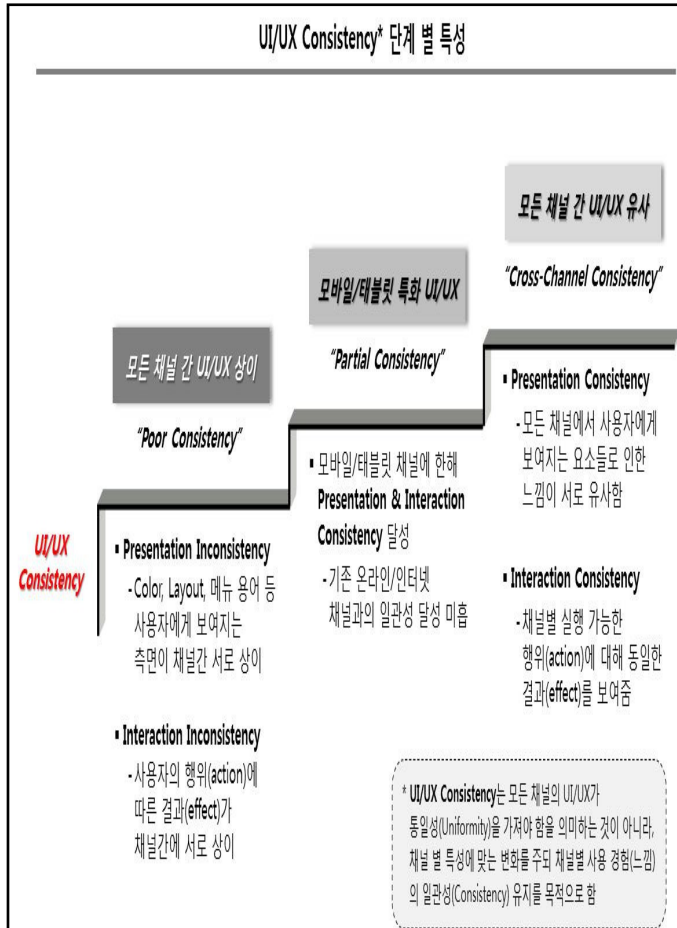 UI/UX Consistency* 단계 별 특성
모든 채널 간 UI/UX 유사
"Cross-Channel Consistency"
모바일/태블릿 특화 UI/UX
"Partial Consistency"
모든 채널 간 UI/UX 상이
"Poor Consistency"
UI/UX
Consistency
▪ Presentation Inconsistency
- Color, Layout, 메뉴 용어 등
사용자에게 보여지는
측면이 채널간 서로 상이
▪ Interaction Inconsistency
- 사용자의 행위(action)에
따른 결과(effect)가
채널간에 서로 상이
▪ 모바일/태블릿 채널에 한해
Presentation & Interaction
Consistency 달성
- 기존 온라인/인터넷
채널과의 일관성 달성 미흡
▪ Presentation Consistency
- 모든 채널에서 사용자에게
보여지는 요소들로 인한
느낌이 서로 유사함
▪ Interaction Consistency
- 채널별 실행 가능한
행위(action)에 대해 동일한
결과(effect)를 보여줌
* UI/UX Consistency는 모든 채널의 UI/UX가
통일성(Uniformity)을 가져야 함을 의미하는 것이 아니라,
채널 별 특성에 맞는 변화를 주되 채널별 사용 경험(느낌)
의 일관성(Consistency) 유지를 목적으로 함